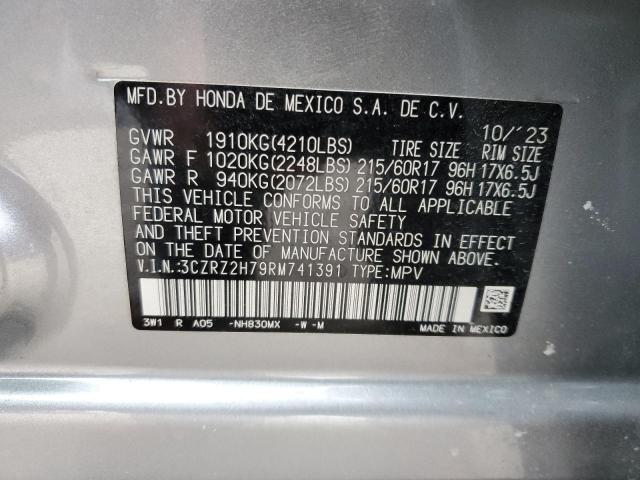 MFD.BY HONDA DE MEXICO S.A. DE C.V.
10/'23
GVWR 1910KG(4210LBS) TIRE SIZE RIM SIZE
GAWR F 1020KG(2248LBS) 215/60R17 96H 17X6.5J
GAWR R 940KG(2072LBS) 215/60R17 96H 17X6.5J
THIS VEHICLE CONFORMS TO ALL APPLICABLE
FEDERAL MOTOR VEHICLE SAFETY
AND THEFT PREVENTION STANDARDS IN EFFECT
ON THE DATE OF MANUFACTURE SHOWN ABOVE.
V.I.N.:3CZRZ2H79RM741391 TYPE:MPV
3W1 R A05 -NH830MX -W -M
MADE IN MEXICO